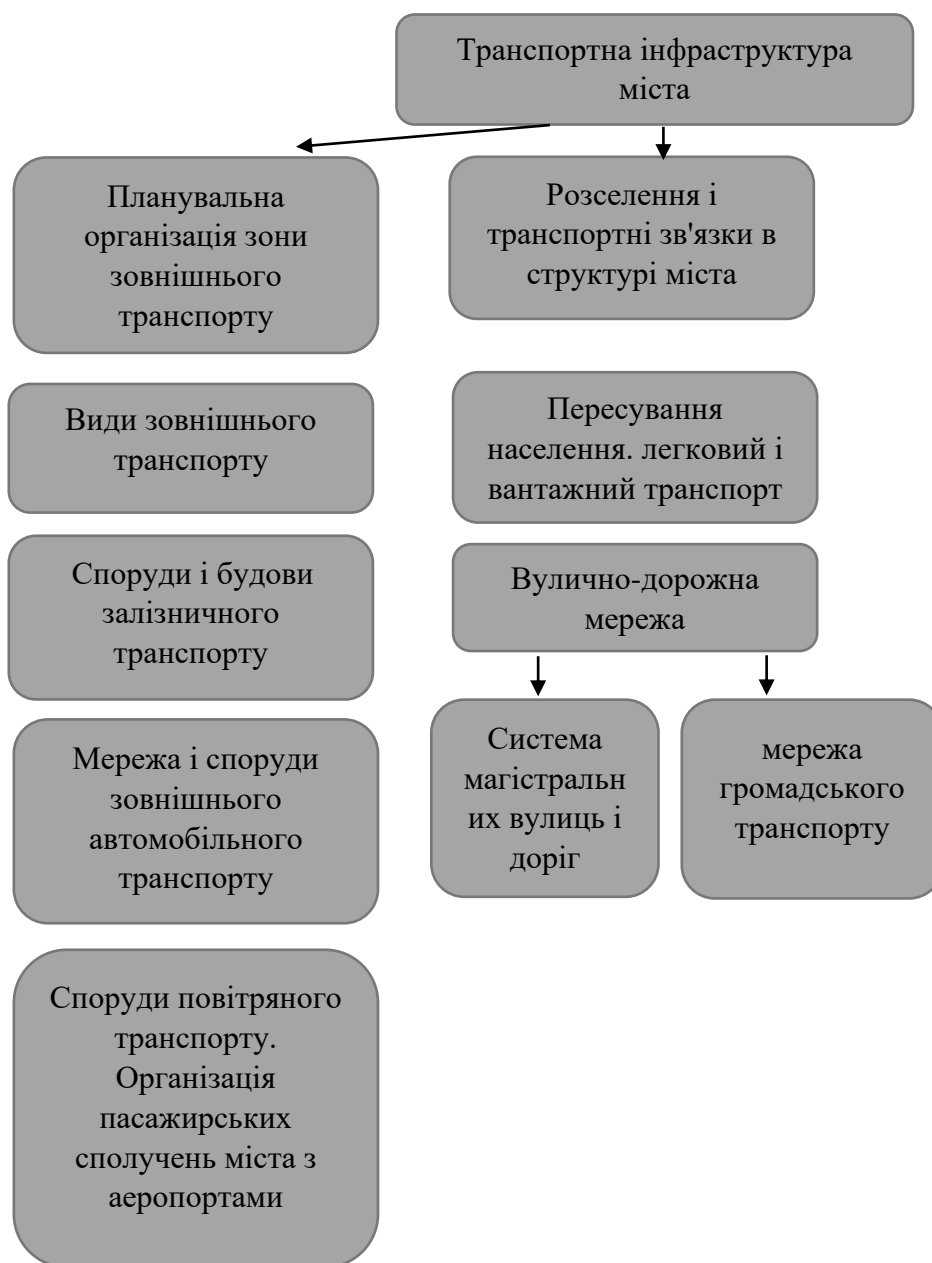 Транспортна інфраструктура
міста
Планувальна
організація зони
зовнішнього
транспорту
Розселення і
транспортні зв'язки в
структурі міста
Види зовнішнього
транспорту
Пересування
населення. легковий і
вантажний транспорт
Споруди і будови
залізничного
транспорту
Вулично-дорожна
мережа
Мережа і споруди
зовнішнього
автомобільного
транспорту
Система
магістральн
их вулиць і
доріг
мережа
громадського
транспорту
Споруди повітряного
транспорту.
Організація
пасажирських
сполучень міста з
аеропортами